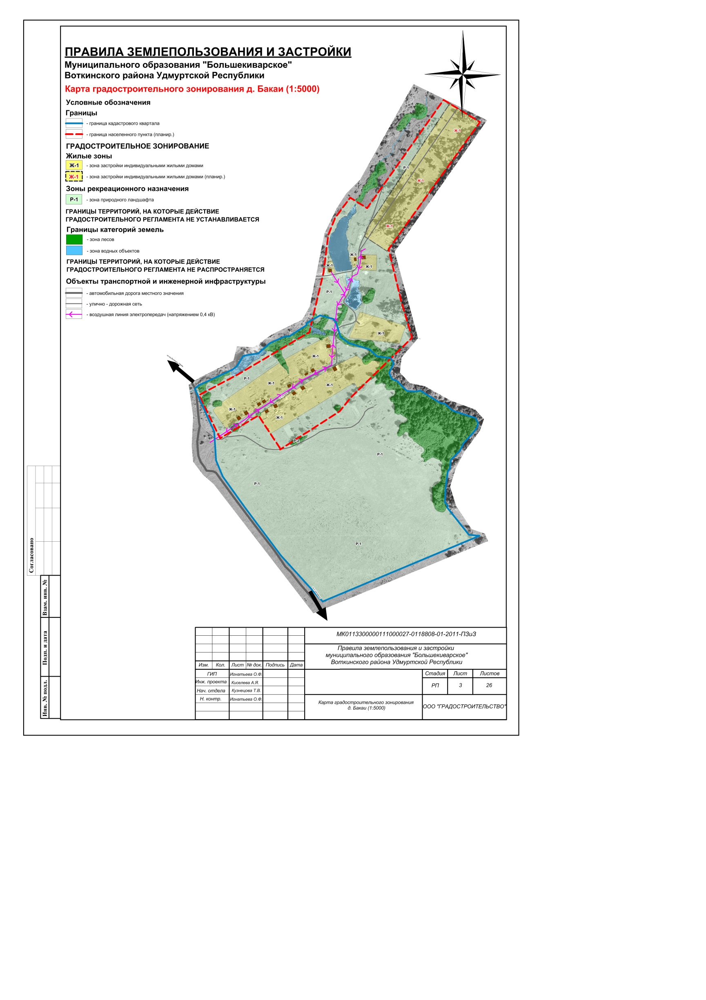 ПРАВИЛА ЗЕМЛЕПОЛЬЗОВАНИЯ И ЗАСТРОЙКИ
Муниципального образования "Большекиварское"
Воткинского района Удмуртской Республики
Карта градостроительного зонирования д. Бакаи (1:5000)
Условные обозначения
Границы
- граница кадастрового квартала
- граница населенного пункта (планир.)
ГРАДОСТРОИТЕЛЬНОЕ ЗОНИРОВАНИЕ
Жилые зоны
Ж-1 - зона застройки индивидуальными жилыми домами
Ж-1 - зона застройки индивидуальными жилыми домами (планир.)
Зоны рекреационного назначения
Р-1 - зона природного ландшафта
ГРАНИЦЫ ТЕРРИТОРИЙ, НА КОТОРЫЕ ДЕЙСТВИЕ
ГРАДОСТРОИТЕЛЬНОГО РЕГЛАМЕНТА НЕ УСТАНАВЛИВАЕТСЯ
Границы категорий земель
- зона лесов
- зона водных объектов
ГРАНИЦЫ ТЕРРИТОРИЙ, НА КОТОРЫЕ ДЕЙСТВИЕ
ГРАДОСТРОИТЕЛЬНОГО РЕГЛАМЕНТА НЕ РАСПРОСТРАНЯЕТСЯ
Объекты транспортной и инженерной инфраструктуры
- автомобильная дорога местного значения
- улично - дорожная сеть
- воздушная линия электропередач (напряжением 0,4 кВ)
Ж-1
Р-1
Ж-1
Ж-1
Ж-1
Ж-1
Ж-1
Р-1
Ж-1
Ж-1
Р-1
Ж-1
Ж-1
Ж-1
Ж-1
Р-2
Р-1
Р-1
Р-1
Согласовано
Взам. инв. №
Подп. и дата
Инв. № подл.
МК0113300000111000027-0118808-01-2011-ПЗиЗ
Правила землепользования и застройки
муниципального образования "Большекиварское"
Воткинского района Удмуртской Республики
Изм. Кол. Лист № док. Подпись Дата
ГИП Игнатьева О.Ф.
Инж. проекта Киселева А.Я.
Нач. отдела Кузнецова Т.В.
Н. контр. Игнатьева О.Ф.
Стадия Лист Листов
РП 3 26
Карта градостроительного зонирования
д. Бакаи (1:5000)
ООО "ГРАДОСТРОИТЕЛЬСТВО"